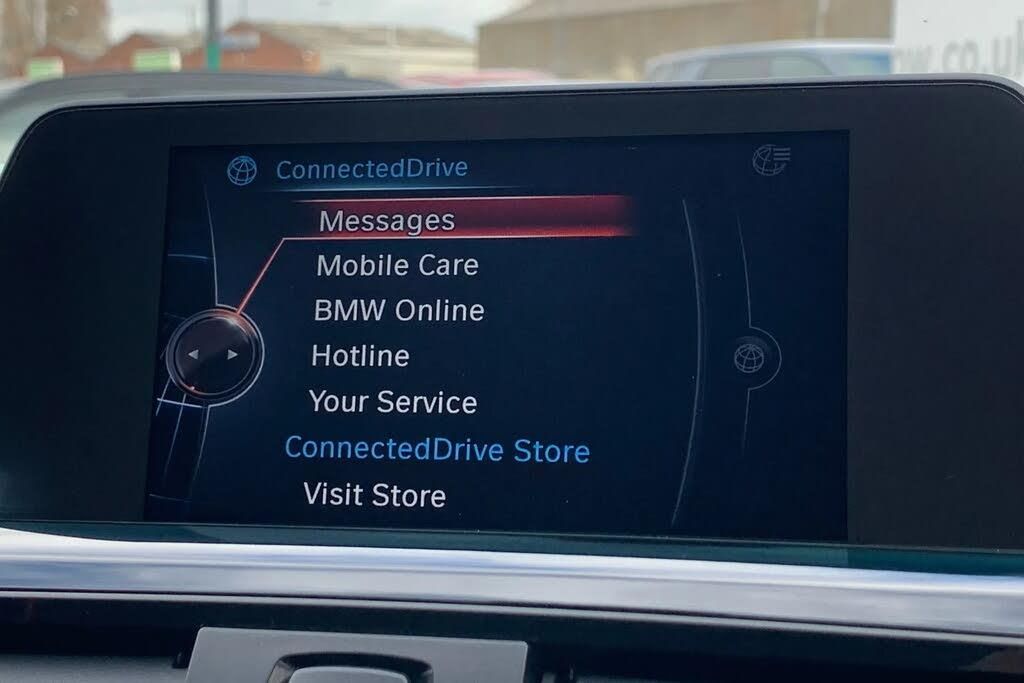 ConnectedDrive
Messages
Mobile Care
BMW Online
Hotline
Your Service
ConnectedDrive Store
Visit Store